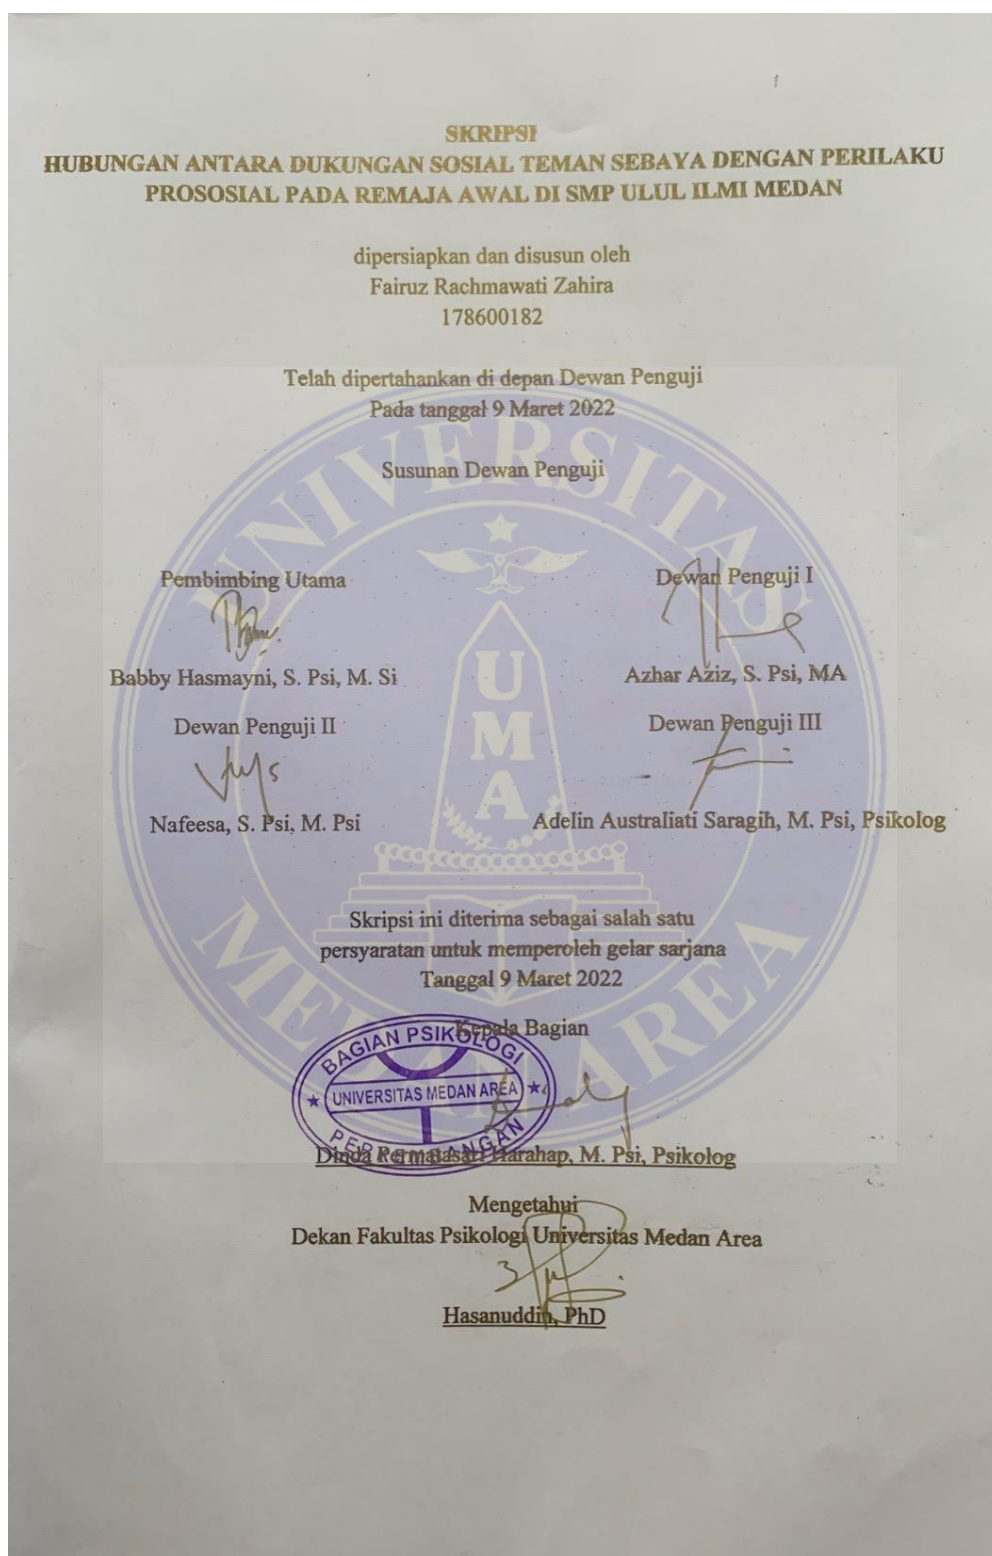 SKRIPSI
HUBUNGAN ANTARA DUKUNGAN SOSIAL TEMAN SEBAYA DENGAN PERILAKU
PROSOSIAL PADA REMAJA AWAL DI SMP ULUL ILMI MEDAN
dipersiapkan dan disusun oleh
Fairuz Rachmawati Zahira
178600182
Telah dipertahankan di depan Dewan Penguji
Pada tanggal 9 Maret 2022
Susunan Dewan Penguji
Pembimbing Utama
Babby Hasmayni, S. Psi, M. Si
Dewan Penguji I
Azhar Aziz, S. Psi, MA
Dewan Penguji II
Nafeesa, S. Psi, M. Psi
Dewan Penguji III
Adelin Australiati Saragih, M. Psi, Psikolog
UNIVERSITAS
MEDAN AREA
UMA
Skripsi ini diterima sebagai salah satu
persyaratan untuk memperoleh gelar sarjana
Tanggal 9 Maret 2022
Kepala Bagian
BAGIAN PSIKOLOGI
UNIVERSITAS MEDAN AREA
PERKEMBANGAN
Dinda Permatasari Harahap, M. Psi, Psikolog
Mengetahui
Dekan Fakultas Psikologi Universitas Medan Area
Hasanuddin, PhD